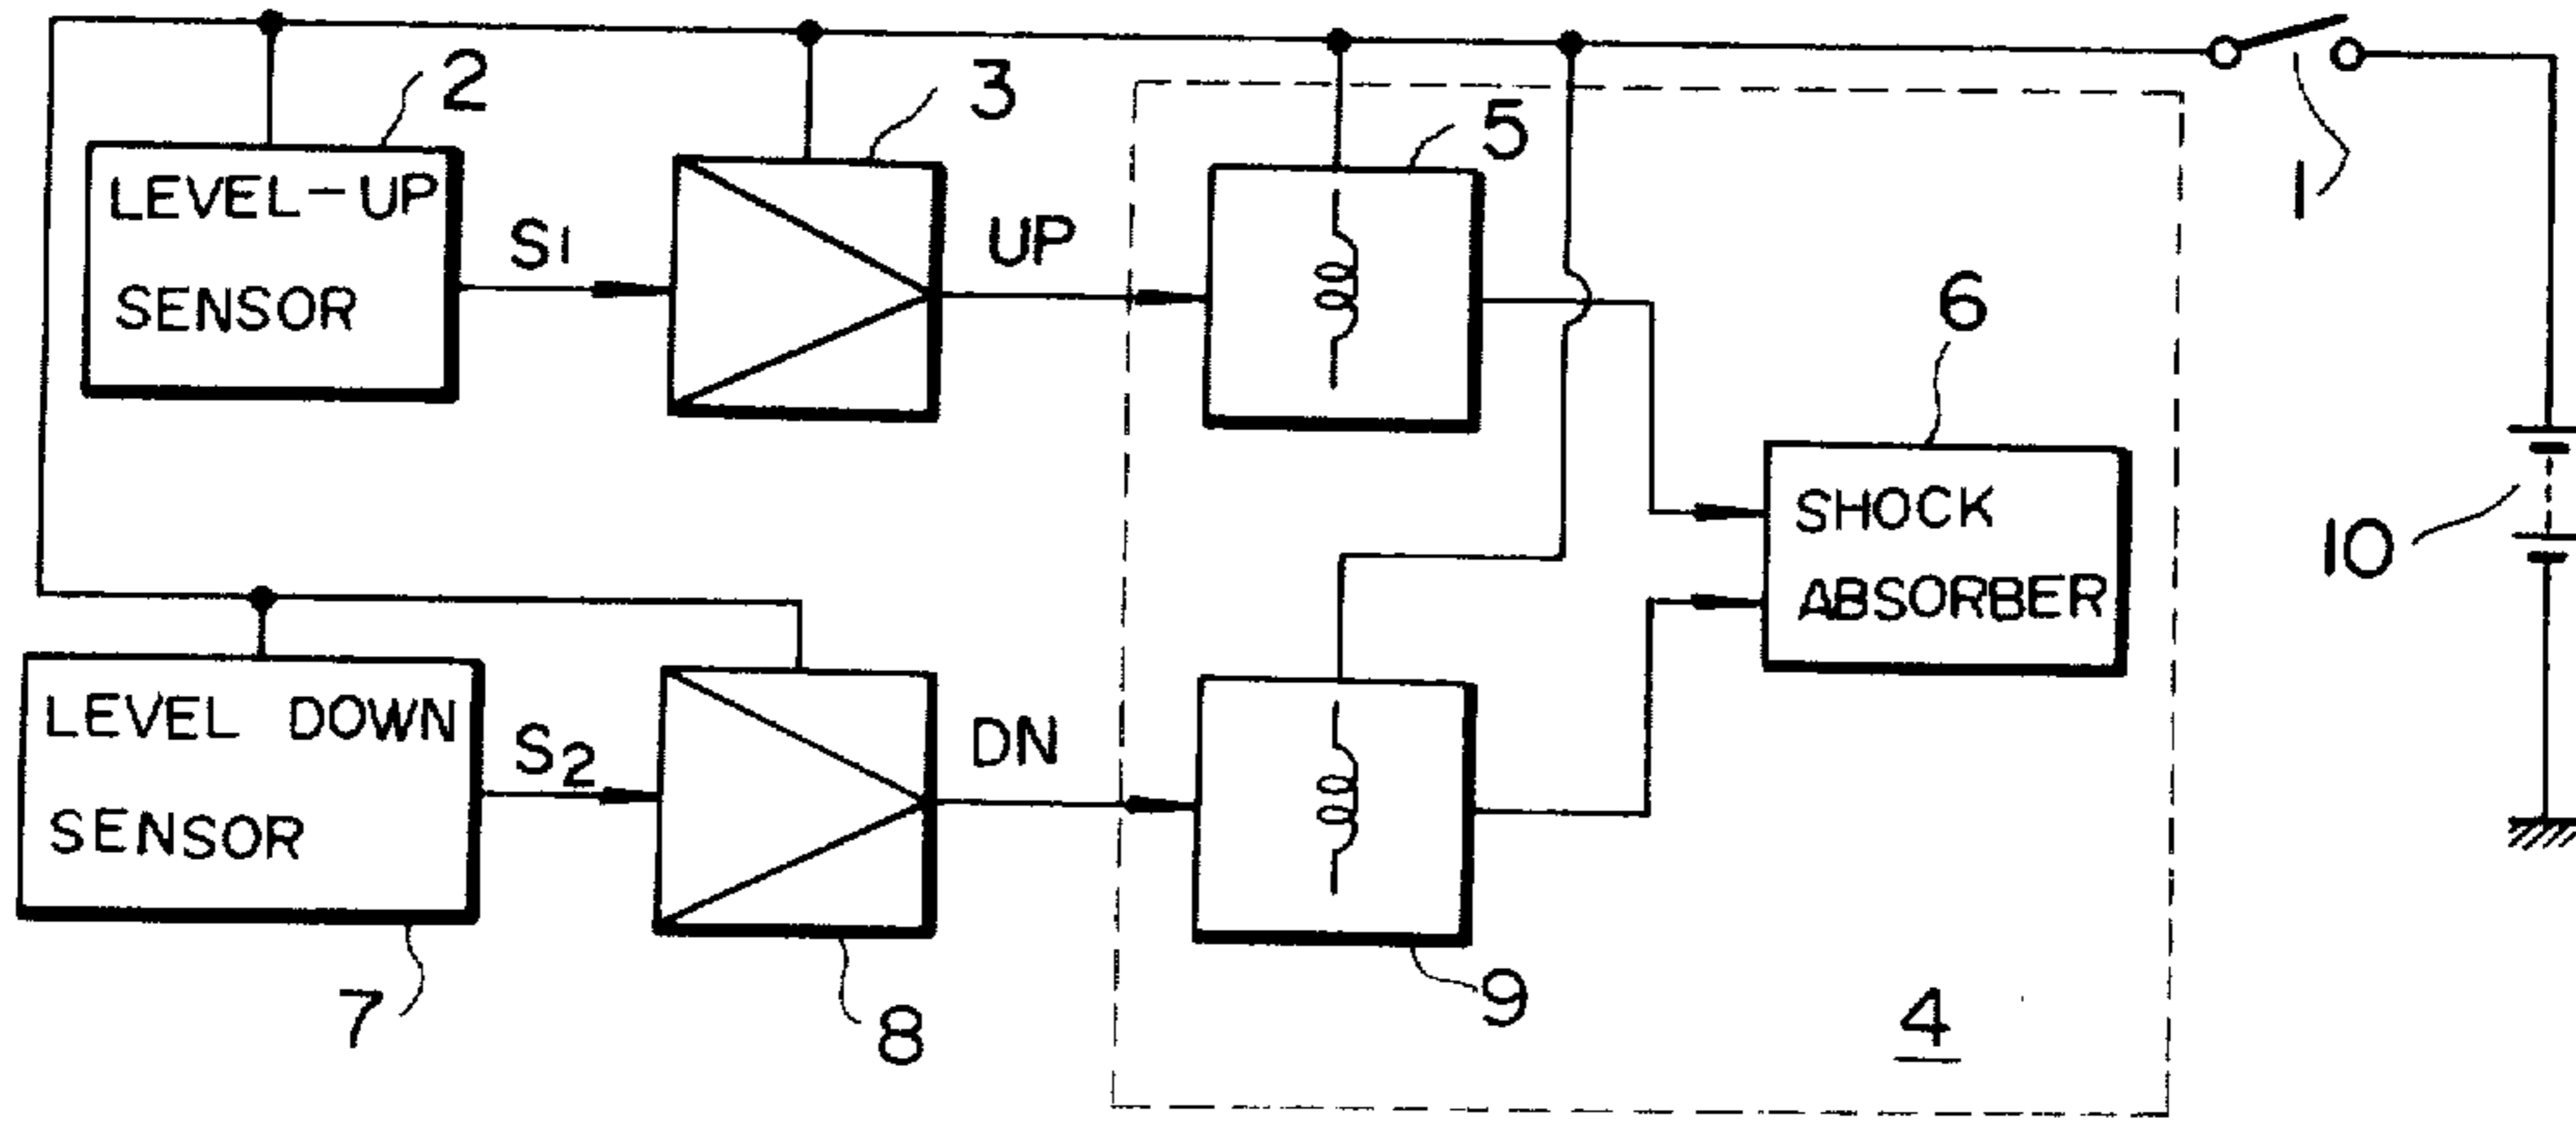 2
3
5
1
LEVEL-UP
SENSOR
S1
UP
6
SHOCK
ABSORBER
10
LEVEL DOWN
SENSOR
S2
DN
7
8
9
4